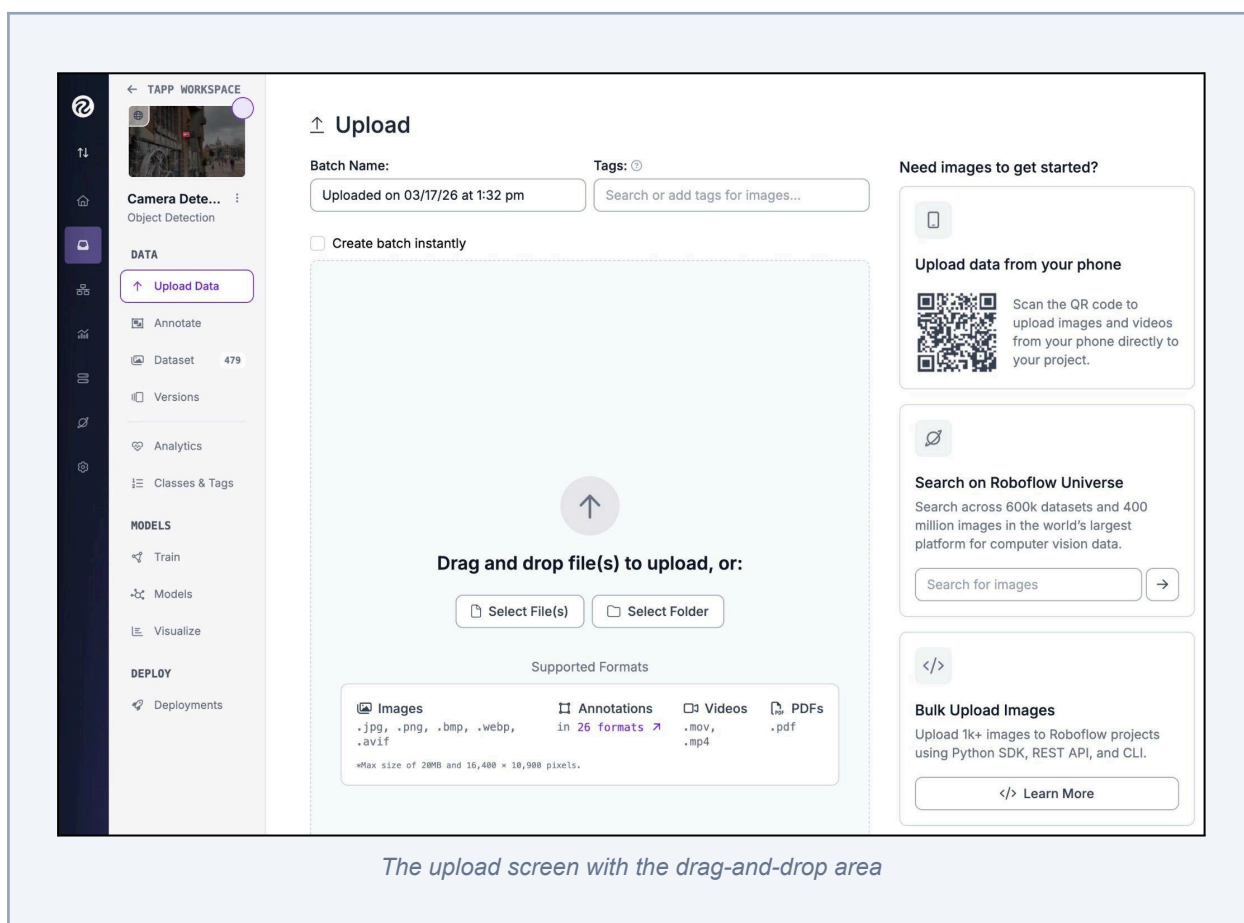 ← TAPP WORKSPACE
Camera Dete...
Object Detection
DATA
Upload Data
Annotate
Dataset 479
Versions
Analytics
Classes & Tags
MODELS
Train
Models
Visualize
DEPLOY
Deployments
Upload
Batch Name:
Uploaded on 03/17/26 at 1:32 pm
Tags:
Search or add tags for images...
Create batch instantly
Drag and drop file(s) to upload, or:
Select File(s)
Select Folder
Supported Formats
Images
.jpg, .png, .bmp, .webp,
.avif
Annotations
in 26 formats ↗
Videos
.mov,
.mp4
PDFs
.pdf
*Max size of 20MB and 16,400 × 10,900 pixels.
Need images to get started?
Upload data from your phone
Scan the QR code to
upload images and videos
from your phone directly to
your project.
Search on Roboflow Universe
Search across 600k datasets and 400
million images in the world's largest
platform for computer vision data.
Search for images
</>
Bulk Upload Images
Upload 1k+ images to Roboflow projects
using Python SDK, REST API, and CLI.
</> Learn More
The upload screen with the drag-and-drop area